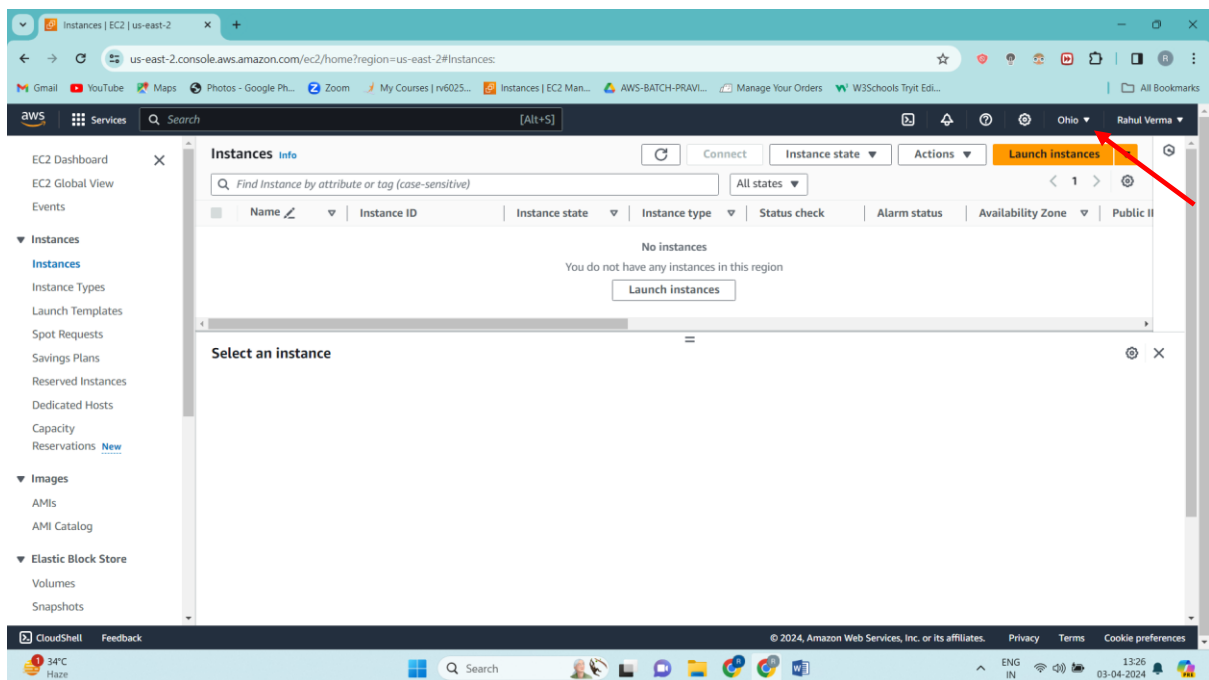 Instances | EC2 | us-east-2
us-east-2.console.aws.amazon.com/ec2/home?region=us-east-2#Instances:
R
Gmail YouTube Maps Photos - Google Ph... Zoom My Courses | rv6025... Instances | EC2 Man... AWS-BATCH-PRAVI... Manage Your Orders W3Schools Tryit Edi... All Bookmarks
aws Services Search [Alt+S] Ohio ▼ Rahul Verma ▼
EC2 Dashboard
EC2 Global View
Events
Instances
Instances
Instance Types
Launch Templates
Spot Requests
Savings Plans
Reserved Instances
Dedicated Hosts
Capacity
Reservations New
Images
AMIs
AMI Catalog
Elastic Block Store
Volumes
Snapshots
Instances Info Connect Instance state ▼ Actions ▼ Launch instances
Find Instance by attribute or tag (case-sensitive) All states ▼ 1
Name Instance ID Instance state Instance type Status check Alarm status Availability Zone Public
No instances
You do not have any instances in this region
Launch instances
Select an instance
CloudShell Feedback © 2024, Amazon Web Services, Inc. or its affiliates. Privacy Terms Cookie preferences
1 34°C
Haze
Search
ENG
IN
13:26
03-04-2024